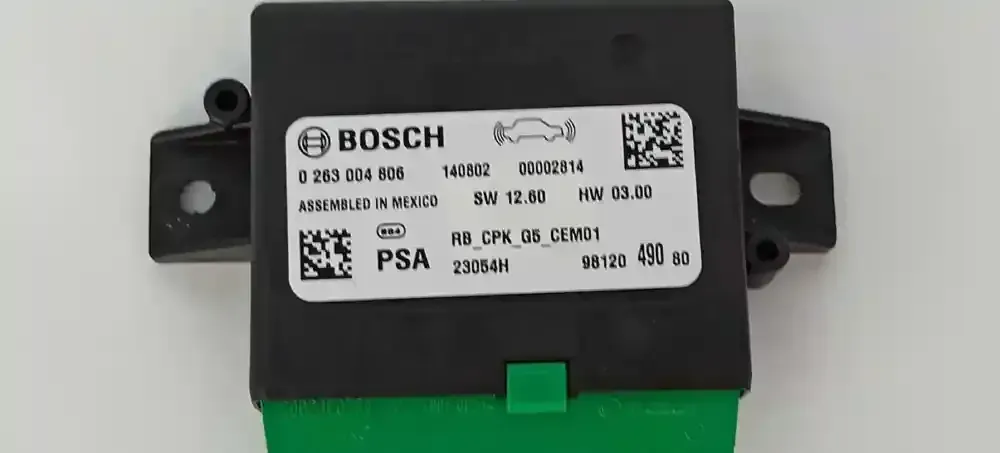 BOSCH
0 263 004 806 140802 00002814
ASSEMBLED IN MEXICO SW 12.60 HW 03.00
RB_CPK_G5_CEM01
PSA 23054H 98120 490 80